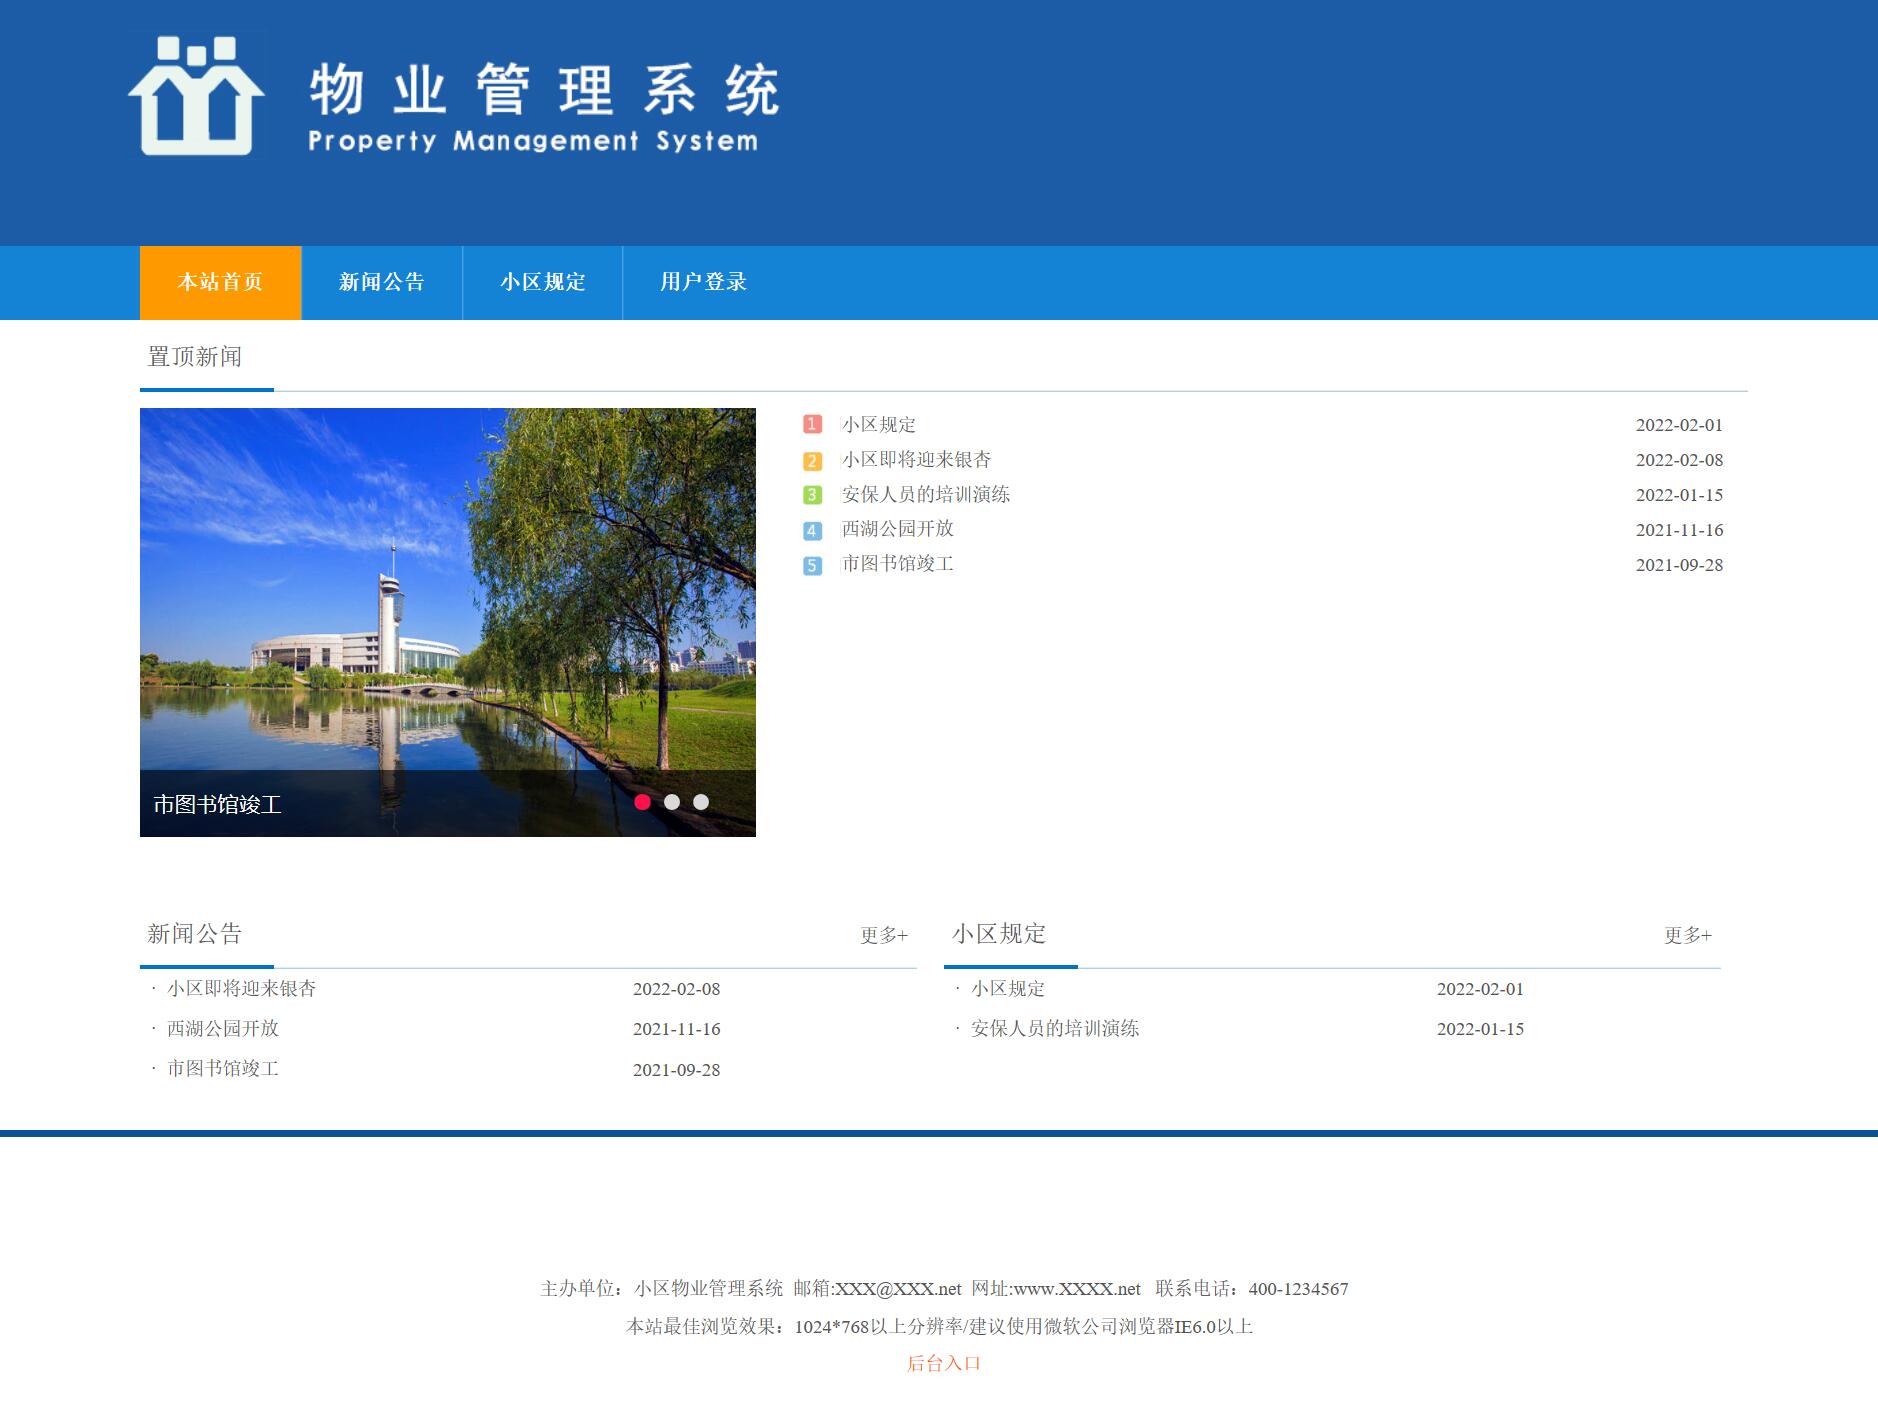 物业管理系统
Property Management System
本站首页 新闻公告 小区规定 用户登录
置顶新闻
1 小区规定 2022-02-01
2 小区即将迎来银杏 2022-02-08
3 安保人员的培训演练 2022-01-15
4 西湖公园开放 2021-11-16
5 市图书馆竣工 2021-09-28
市图书馆竣工
新闻公告 更多+
· 小区即将迎来银杏 2022-02-08
· 西湖公园开放 2021-11-16
· 市图书馆竣工 2021-09-28
小区规定 更多+
· 小区规定 2022-02-01
· 安保人员的培训演练 2022-01-15
主办单位：小区物业管理系统 邮箱:XXX@XXX.net 网址:www.XXXX.net 联系电话：400-1234567
本站最佳浏览效果：1024*768以上分辨率/建议使用微软公司浏览器IE6.0以上
后台入口